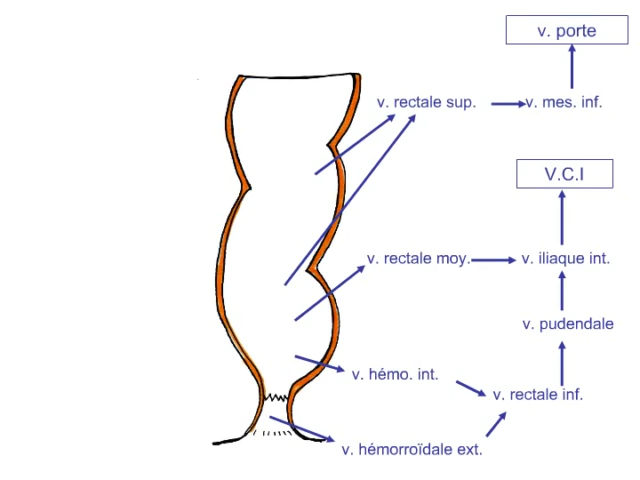 v. porte
v. rectale sup.
v. mes. inf.
V.C.I
v. rectale moy.
v. iliaque int.
v. pudendale
v. hémo. int.
v. rectale inf.
v. hémorroïdale ext.